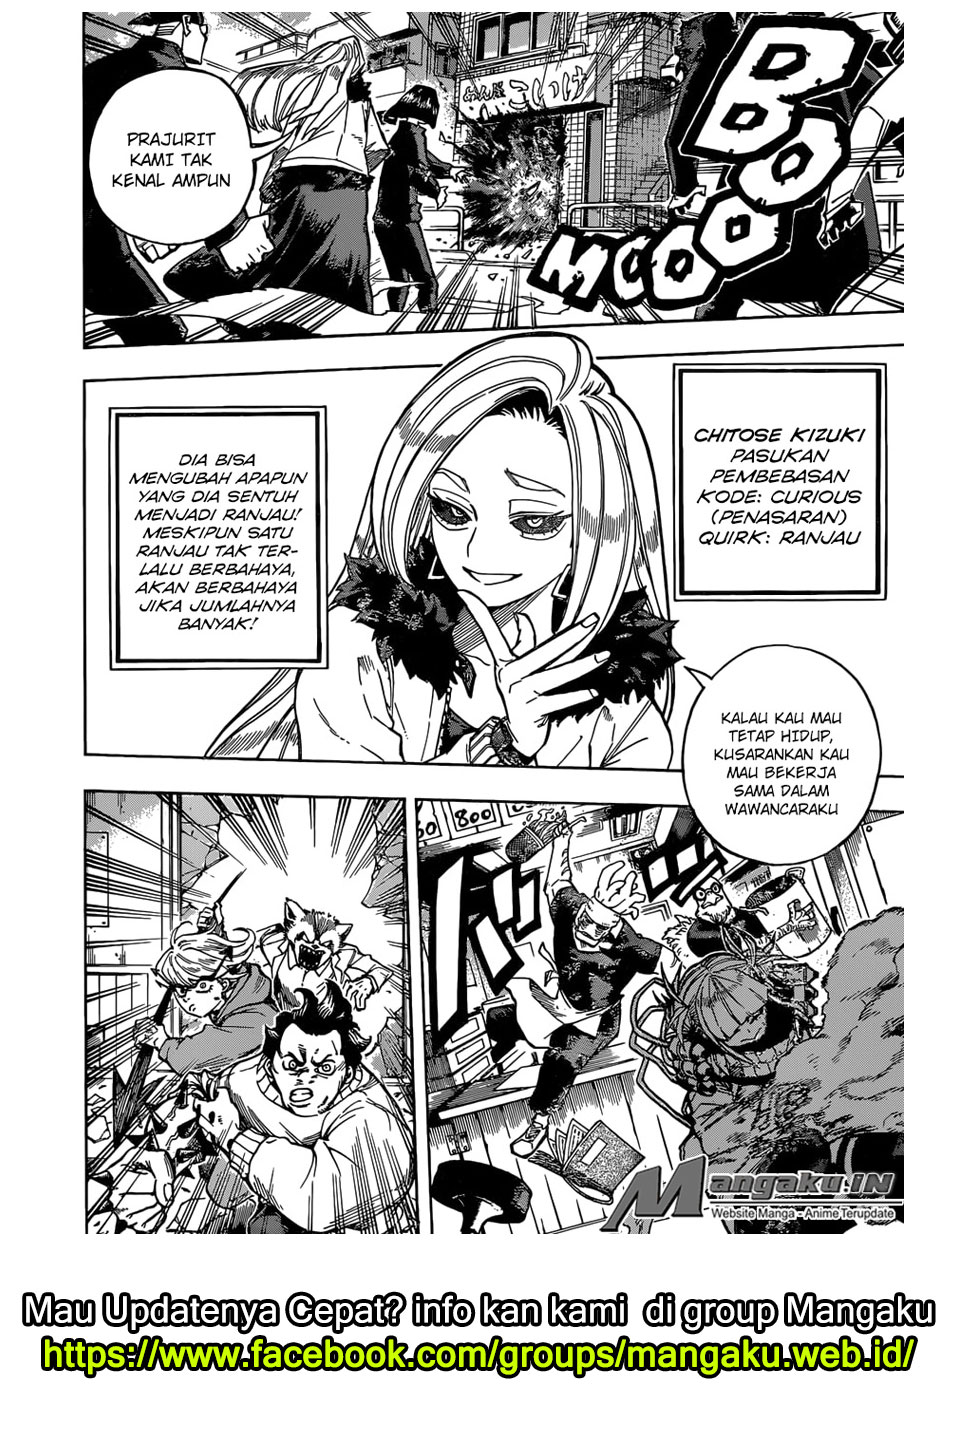 PRAJURIT
KAMI TAK
KENAL AMPUN
めん屋
こいけ
BOOOOOM
CHITOSE KIZUKI
PASUKAN
PEMBEBASAN
KODE: CURIOUS
(PENASARAN)
QUIRK: RANJAU
DIA BISA
MENGUBAH APAPUN
YANG DIA SENTUH
MENJADI RANJAU!
MESKIPUN SATU
RANJAU TAK TER-
LALU BERBAHAYA,
AKAN BERBAHAYA
JIKA JUMLAHNYA
BANYAK!
KALAU KAU MAU
TETAP HIDUP,
KUSARANKAN KAU
MAU BEKERJA
SAMA DALAM
WAWANCARAKU
800
Mangaku.IN
Website Manga - Anime Terupdate
Mau Updatenya Cepat? info kan kami di group Mangaku
https://www.facebook.com/groups/mangaku.web.id/